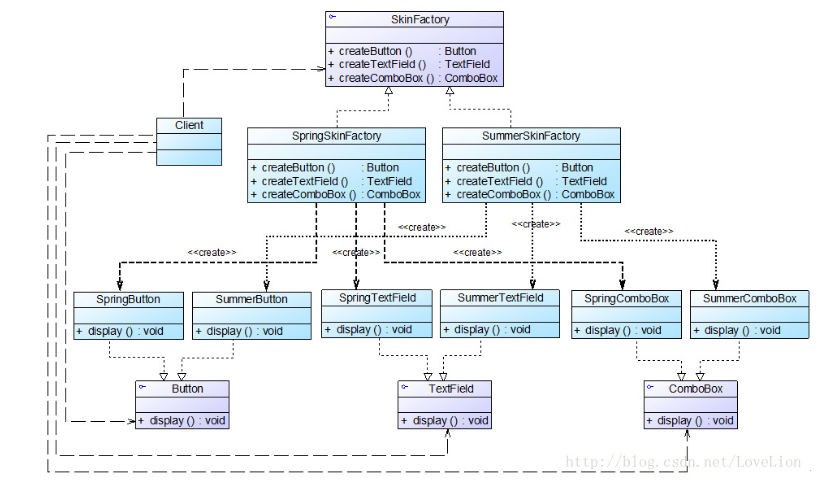 SkinFactory
+ createButton () : Button
+ createTextField () : TextField
+ createComboBox () : ComboBox
Client
SpringSkinFactory
+ createButton () : Button
+ createTextField () : TextField
+ createComboBox () : ComboBox
SummerSkinFactory
+ createButton () : Button
+ createTextField () : TextField
+ createComboBox () : ComboBox
<<create>>
<<create>>
<<create>>
<<create>>
<<create>>
<<create>>
SpringButton
+ display () : void
SummerButton
+ display () : void
SpringTextField
+ display () : void
SummerTextField
+ display () : void
SpringComboBox
+ display () : void
SummerComboBox
+ display () : void
Button
+ display () : void
TextField
+ display () : void
ComboBox
+ display () : void
http://blog.csdn.net/LoveLion